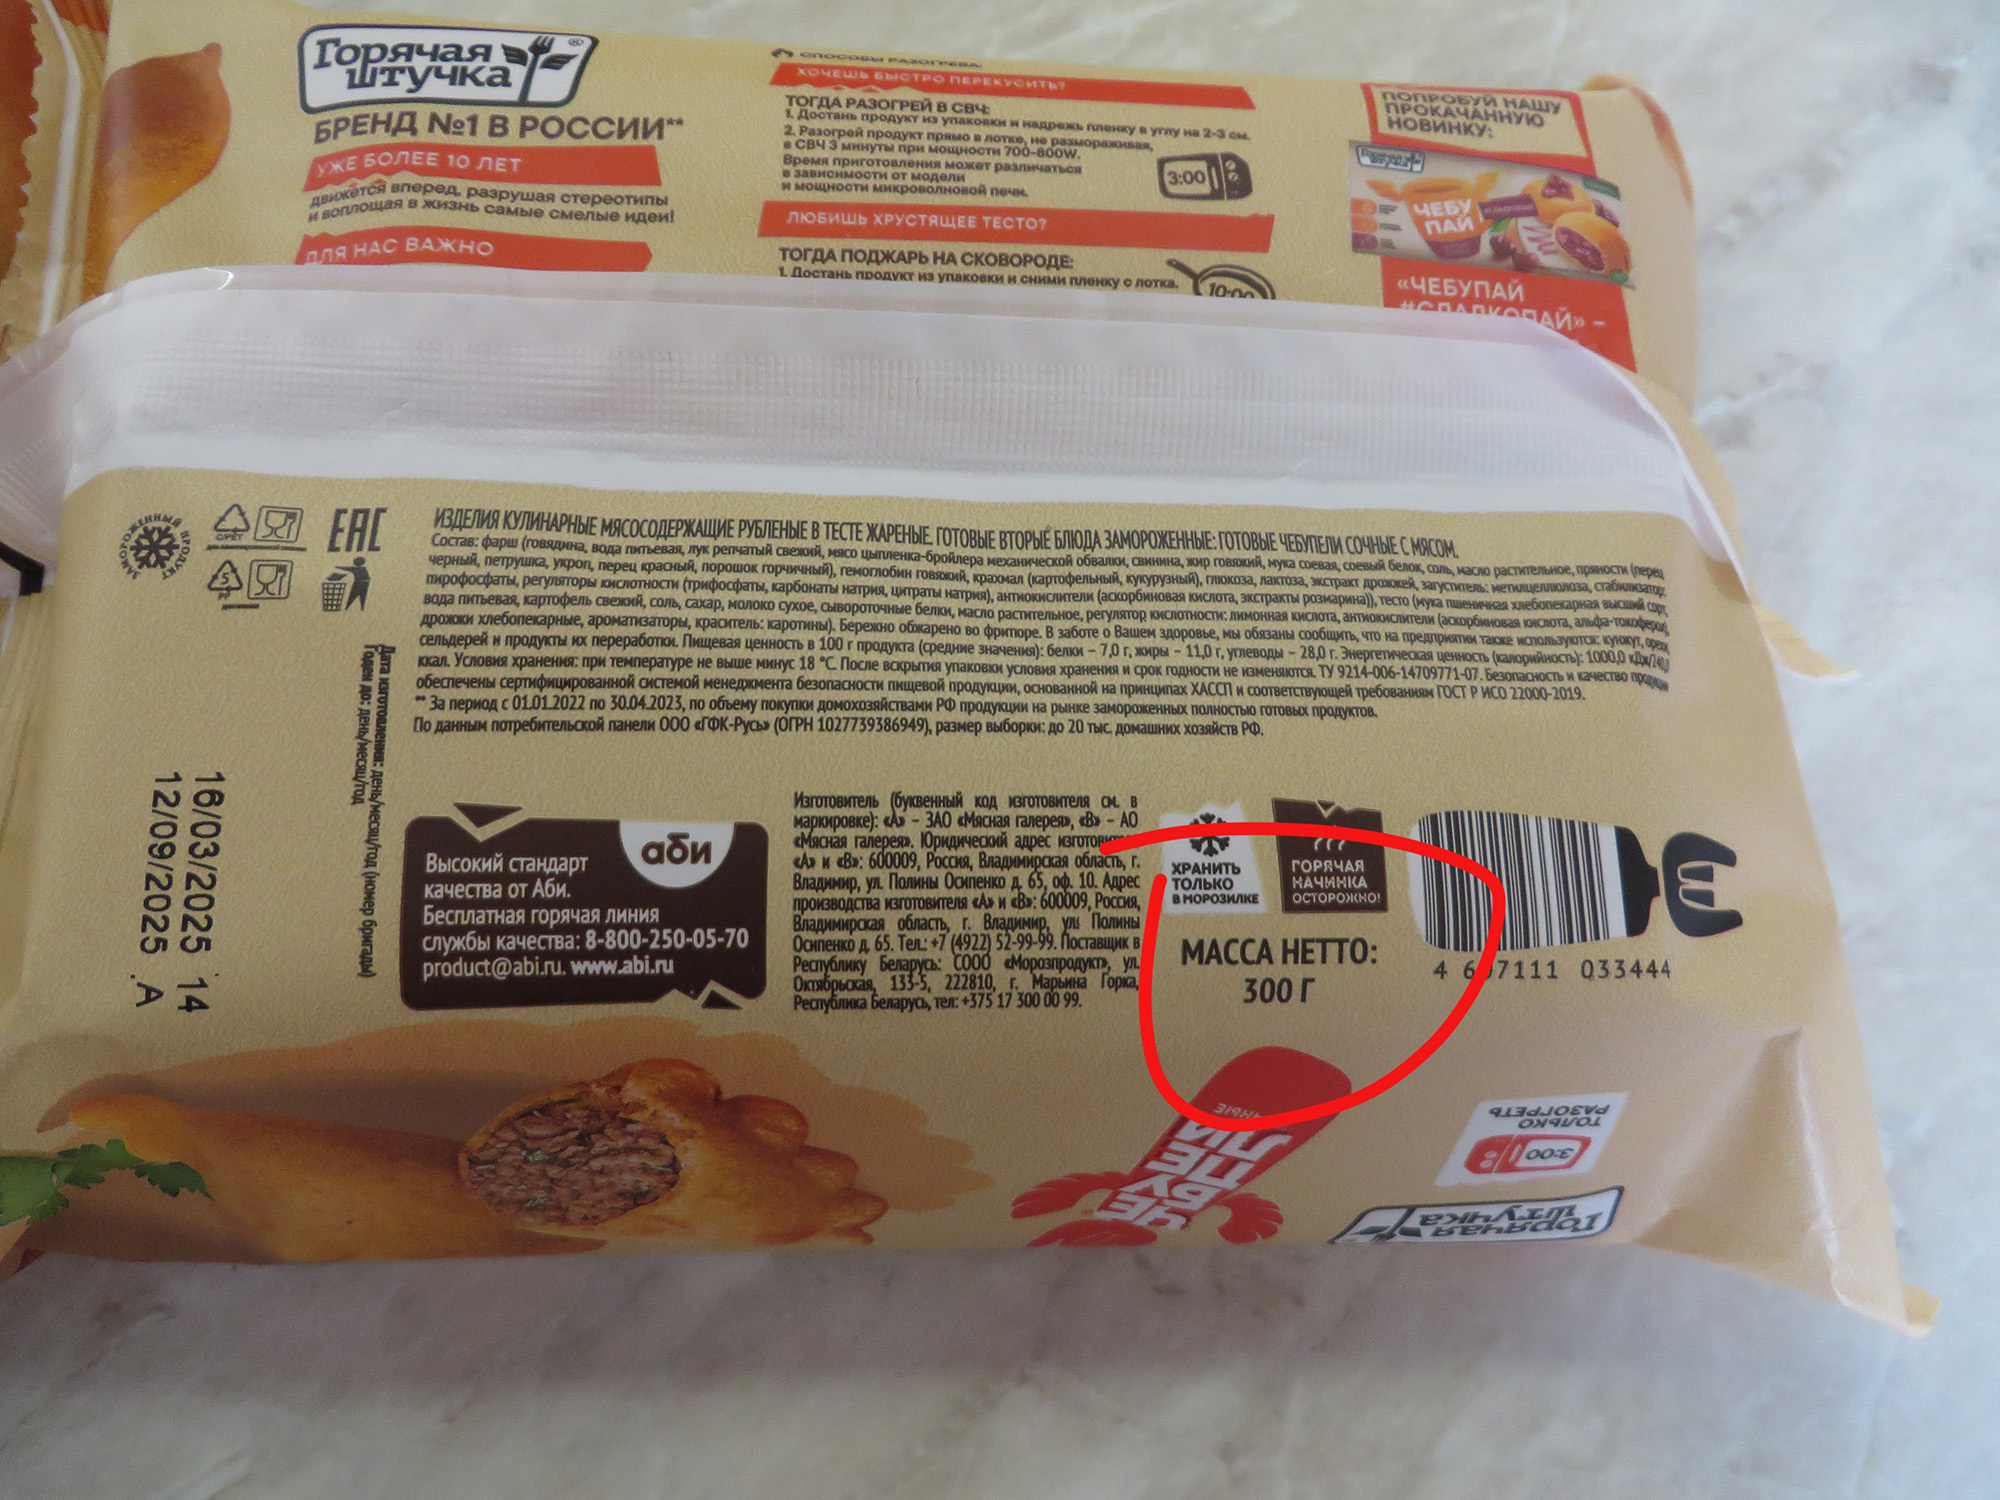 Горячая
штучка®
БРЕНД №1 В РОССИИ**
УЖЕ БОЛЕЕ 10 ЛЕТ
движется вперед, разрушая стереотипы
и воплощая в жизнь самые смелые идеи!
ДЛЯ НАС ВАЖНО
СПОСОБЫ РАЗОГРЕВА:
ХОЧЕШЬ БЫСТРО ПЕРЕКУСИТЬ?
ТОГДА РАЗОГРЕЙ В СВЧ:
1. Достань продукт из упаковки и надрежь пленку в углу на 2-3 см.
2. Разогрей продукт прямо в лотке, не размораживая,
в СВЧ 3 минуты при мощности 700-800W.
Время приготовления может различаться
в зависимости от модели
и мощности микроволновой печи.
3:00
ЛЮБИШЬ ХРУСТЯЩЕЕ ТЕСТО?
ТОГДА ПОДЖАРЬ НА СКОВОРОДЕ:
1. Достань продукт из упаковки и сними пленку с лотка.
10:00
ПОПРОБУЙ НАШУ
ПРОКАЧАННУЮ
НОВИНКУ:
Горячая
штучка
ЧЕБУ
ПАЙ
«ЧЕБУПАЙ
#СЛАДКОПАЙ» –
ЗАМОРОЖЕННЫЙ ПРОДУКТ
C/PET
5
PP
EAC
ИЗДЕЛИЯ КУЛИНАРНЫЕ МЯСОСОДЕРЖАЩИЕ РУБЛЕНЫЕ В ТЕСТЕ ЖАРЕНЫЕ. ГОТОВЫЕ ВТОРЫЕ БЛЮДА ЗАМОРОЖЕННЫЕ: ГОТОВЫЕ ЧЕБУПЕЛИ СОЧНЫЕ С МЯСОМ.
Состав: фарш (говядина, вода питьевая, лук репчатый свежий, мясо цыпленка-бройлера механической обвалки, свинина, жир говяжий, мука соевая, соевый белок, соль, масло растительное, пряности (перец
черный, петрушка, укроп, перец красный, порошок горчичный), гемоглобин говяжий, крахмал (картофельный, кукурузный), глюкоза, лактоза, экстракт дрожжей, загуститель: метилцеллюлоза, стабилизатор:
пирофосфаты, регуляторы кислотности (трифосфаты, карбонаты натрия, цитраты натрия), антиокислители (аскорбиновая кислота, экстракты розмарина)), тесто (мука пшеничная хлебопекарная высший сорт,
вода питьевая, картофель свежий, соль, сахар, молоко сухое, сывороточные белки, масло растительное, регулятор кислотности: лимонная кислота, антиокислители (аскорбиновая кислота, альфа-токоферол),
дрожжи хлебопекарные, ароматизаторы, краситель: каротины). Бережно обжарено во фритюре. В заботе о Вашем здоровье, мы обязаны сообщить, что на предприятии также используются: кунжут, орехи,
сельдерей и продукты их переработки. Пищевая ценность в 100 г продукта (средние значения): белки – 7,0 г, жиры – 11,0 г, углеводы – 28,0 г. Энергетическая ценность (калорийность): 1000,0 кДж/240,0
ккал. Условия хранения: при температуре не выше минус 18 °С. После вскрытия упаковки условия хранения и срок годности не изменяются. ТУ 9214-006-14709771-07. Безопасность и качество продукции
обеспечены сертифицированной системой менеджмента безопасности пищевой продукции, основанной на принципах ХАССП и соответствующей требованиям ГОСТ Р ИСО 22000-2019.
** За период с 01.01.2022 по 30.04.2023, по объему покупки домохозяйствами РФ продукции на рынке замороженных полностью готовых продуктов.
По данным потребительской панели ООО «ГФК-Русь» (ОГРН 1027739386949), размер выборки: до 20 тыс. домашних хозяйств РФ.
Дата изготовления: день/месяц/год (номер бригады)
Годен до: день/месяц/год
16/03/2025 14
12/09/2025 A
Высокий стандарт
качества от Аби.
Бесплатная горячая линия
службы качества: 8-800-250-05-70
product@abi.ru. www.abi.ru
аби
Изготовитель (буквенный код изготовителя см. в
маркировке): «А» – ЗАО «Мясная галерея», «В» – АО
«Мясная галерея». Юридический адрес изготовителя
«А» и «В»: 600009, Россия, Владимирская область, г.
Владимир, ул. Полины Осипенко д. 65, оф. 10. Адрес
производства изготовителя «А» и «В»: 600009, Россия,
Владимирская область, г. Владимир, ул. Полины
Осипенко д. 65. Тел.: +7 (4922) 52-99-99. Поставщик в
Республику Беларусь: СООО «Морозпродукт», ул.
Октябрьская, 133-5, 222810, г. Марьина Горка,
Республика Беларусь, тел: +375 17 300 00 99.
ХРАНИТЬ
ТОЛЬКО
В МОРОЗИЛКЕ
ГОРЯЧАЯ
НАЧИНКА
ОСТОРОЖНО!
МАССА НЕТТО:
300 Г
4 607111 033444
3:00
ТОЛЬКО
РАЗОГРЕТЬ
Горячая
штучка